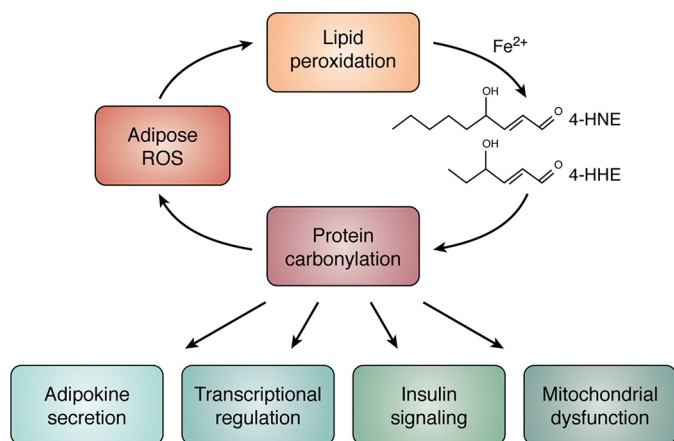 Lipid
peroxidation
Fe²⁺
OH
O
4-HNE
OH
O
4-HHE
Adipose
ROS
Protein
carbonylation
Adipokine
secretion
Transcriptional
regulation
Insulin
signaling
Mitochondrial
dysfunction